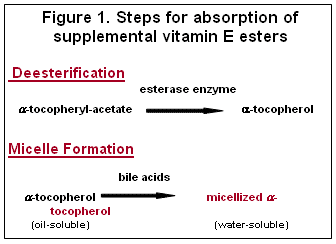 Figure 1. Steps for absorption of
supplemental vitamin E esters
Deesterification
esterase enzyme
α-tocopheryl-acetate α-tocopherol
Micelle Formation
bile acids
α-tocopherol micellized α-
tocopherol
(oil-soluble) (water-soluble)